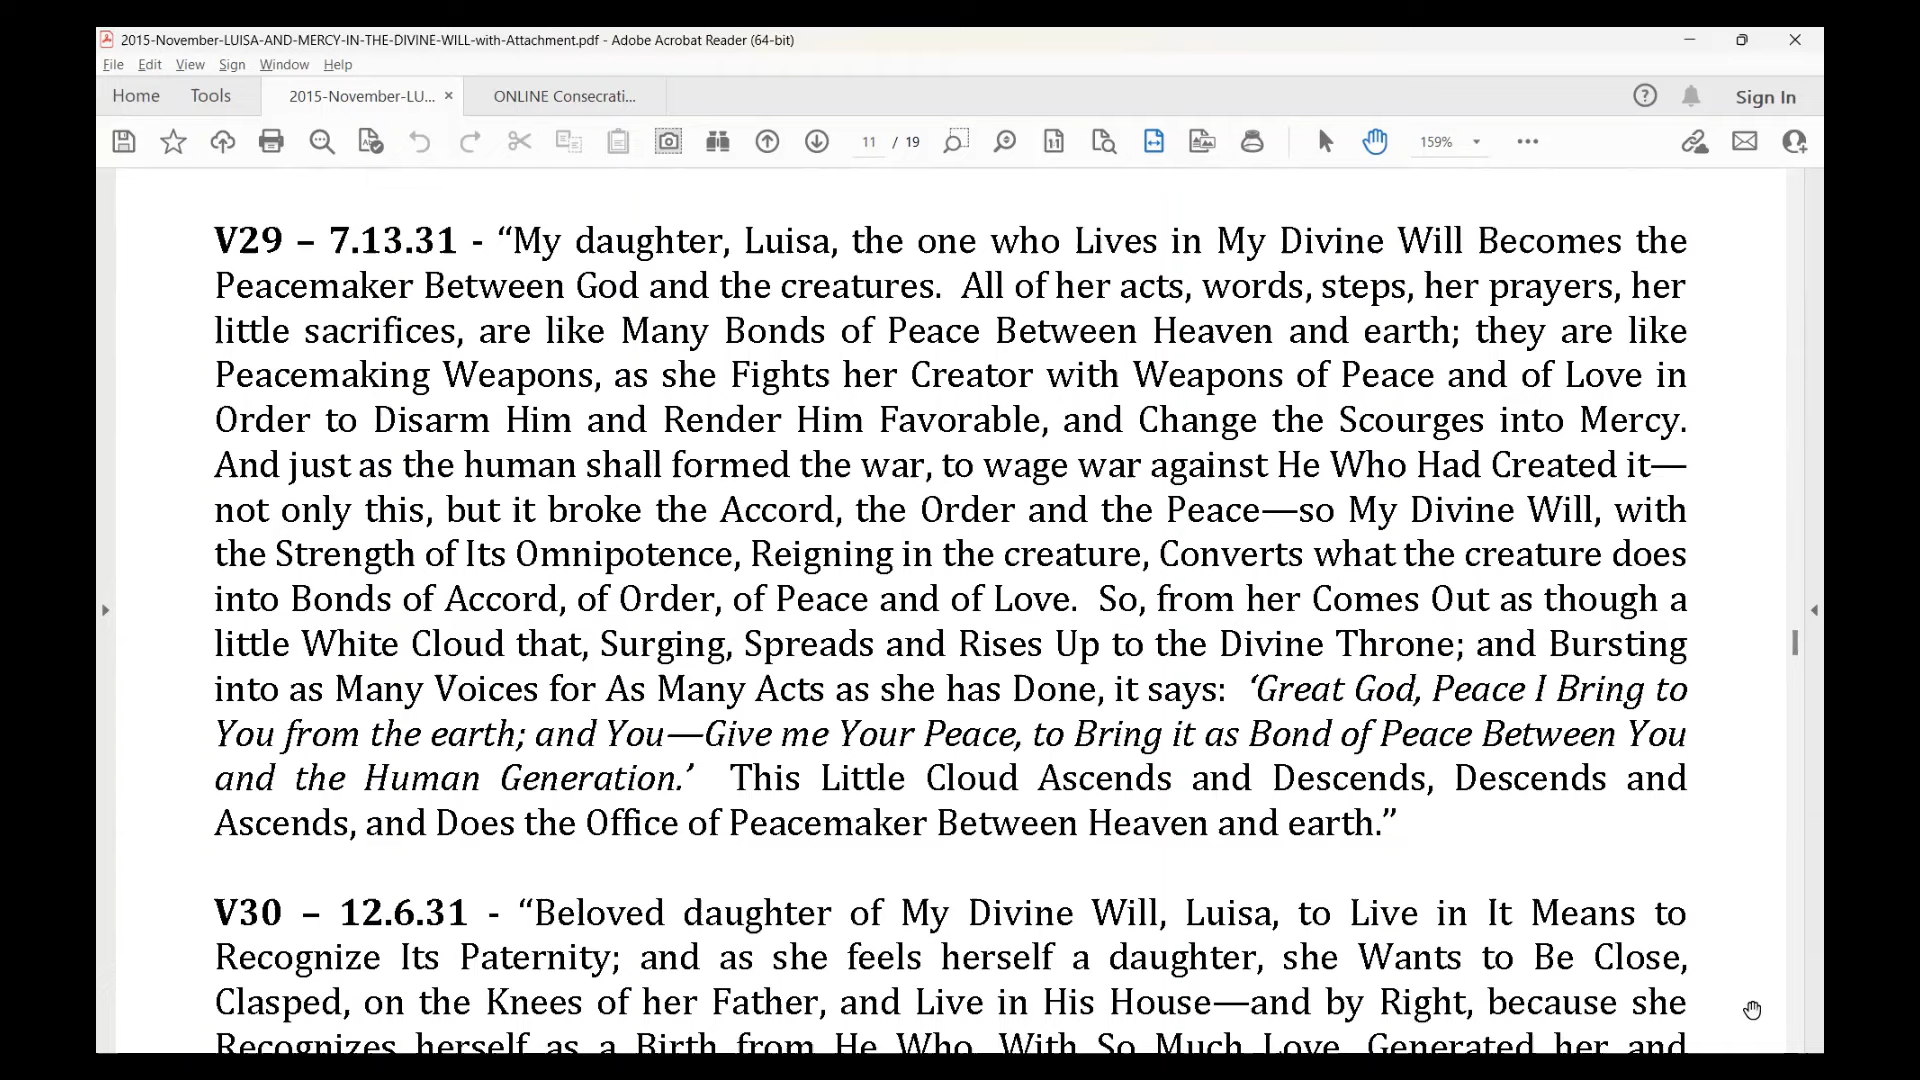 2015-November-LUISA-AND-MERCY-IN-THE-DIVINE-WILL-with-Attachment.pdf - Adobe Acrobat Reader (64-bit)
File Edit View Sign Window Help
Home Tools 2015-November-LU... × ONLINE Consecrati... Sign In
11 / 19 159%
V29 – 7.13.31 - “My daughter, Luisa, the one who Lives in My Divine Will Becomes the
Peacemaker Between God and the creatures. All of her acts, words, steps, her prayers, her
little sacrifices, are like Many Bonds of Peace Between Heaven and earth; they are like
Peacemaking Weapons, as she Fights her Creator with Weapons of Peace and of Love in
Order to Disarm Him and Render Him Favorable, and Change the Scourges into Mercy.
And just as the human shall formed the war, to wage war against He Who Had Created it—
not only this, but it broke the Accord, the Order and the Peace—so My Divine Will, with
the Strength of Its Omnipotence, Reigning in the creature, Converts what the creature does
into Bonds of Accord, of Order, of Peace and of Love. So, from her Comes Out as though a
little White Cloud that, Surging, Spreads and Rises Up to the Divine Throne; and Bursting
into as Many Voices for As Many Acts as she has Done, it says: ‘Great God, Peace I Bring to
You from the earth; and You—Give me Your Peace, to Bring it as Bond of Peace Between You
and the Human Generation.’ This Little Cloud Ascends and Descends, Descends and
Ascends, and Does the Office of Peacemaker Between Heaven and earth.”
V30 – 12.6.31 - “Beloved daughter of My Divine Will, Luisa, to Live in It Means to
Recognize Its Paternity; and as she feels herself a daughter, she Wants to Be Close,
Clasped, on the Knees of her Father, and Live in His House—and by Right, because she
Recognizes herself as a Birth from He Who, With So Much Love, Generated her and